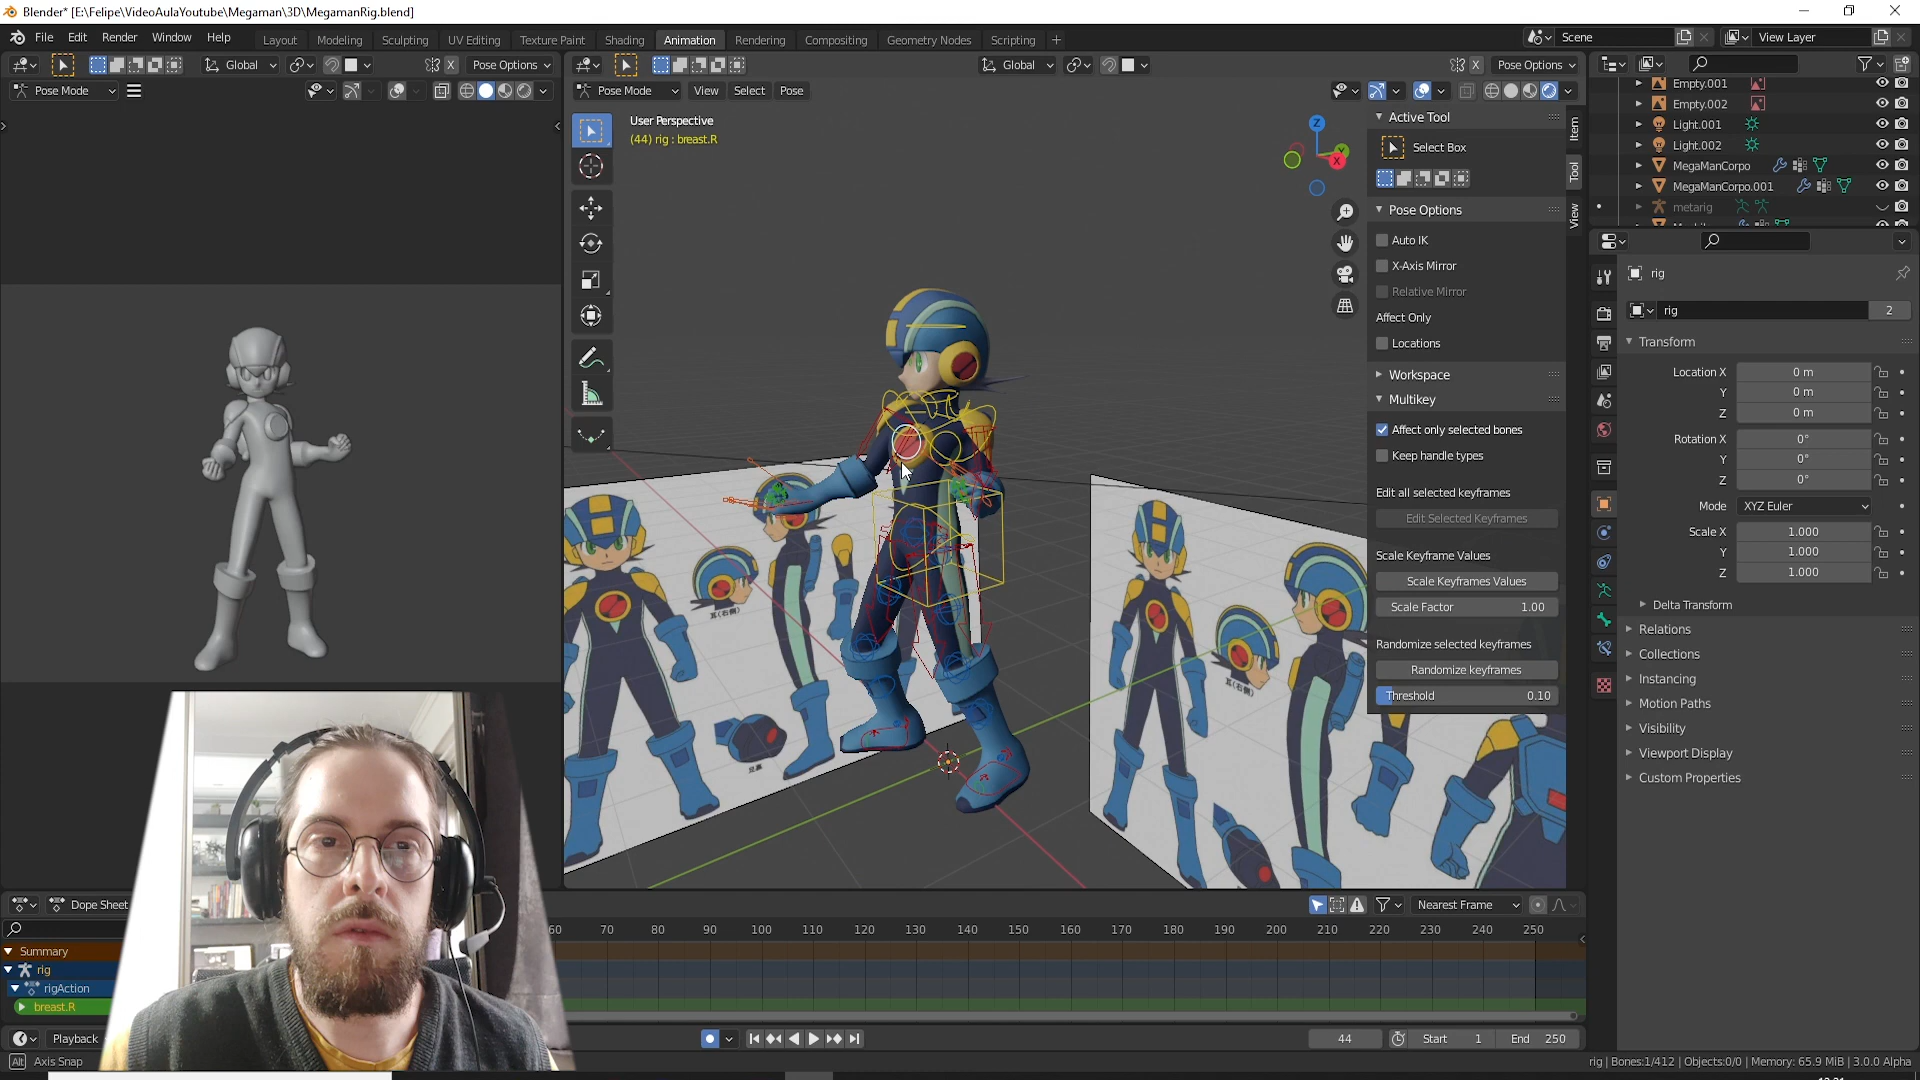 Blender* [E:\Felipe\VideoAulaYoutube\Megaman\3D\MegamanRig.blend]
File Edit Render Window Help
Layout Modeling Sculpting UV Editing Texture Paint Shading Animation Rendering Compositing Geometry Nodes Scripting +
Scene View Layer
Global X Pose Options
Global X Pose Options
Pose Mode
Pose Mode View Select Pose
User Perspective
(44) rig : breast.R
Z
Y
X
Active Tool
Select Box
Pose Options
Auto IK
X-Axis Mirror
Relative Mirror
Affect Only
Locations
Workspace
Multikey
Affect only selected bones
Keep handle types
Edit all selected keyframes
Edit Selected Keyframes
Scale Keyframe Values
Scale Keyframes Values
Scale Factor 1.00
Randomize selected keyframes
Randomize keyframes
Threshold 0.10
Item
Tool
View
Empty.001
Empty.002
Light.001
Light.002
MegaManCorpo
MegaManCorpo.001
metarig
rig
rig 2
Transform
Location X 0 m
Y 0 m
Z 0 m
Rotation X 0°
Y 0°
Z 0°
Mode XYZ Euler
Scale X 1.000
Y 1.000
Z 1.000
Delta Transform
Relations
Collections
Instancing
Motion Paths
Visibility
Viewport Display
Custom Properties
Dope Sheet
Nearest Frame
60 70 80 90 100 110 120 130 140 150 160 170 180 190 200 210 220 230 240 250
Summary
rig
rigAction
breast.R
Playback
44 Start 1 End 250
Alt Axis Snap
rig | Bones:1/412 | Objects:0/0 | Memory: 65.9 MiB | 3.0.0 Alpha